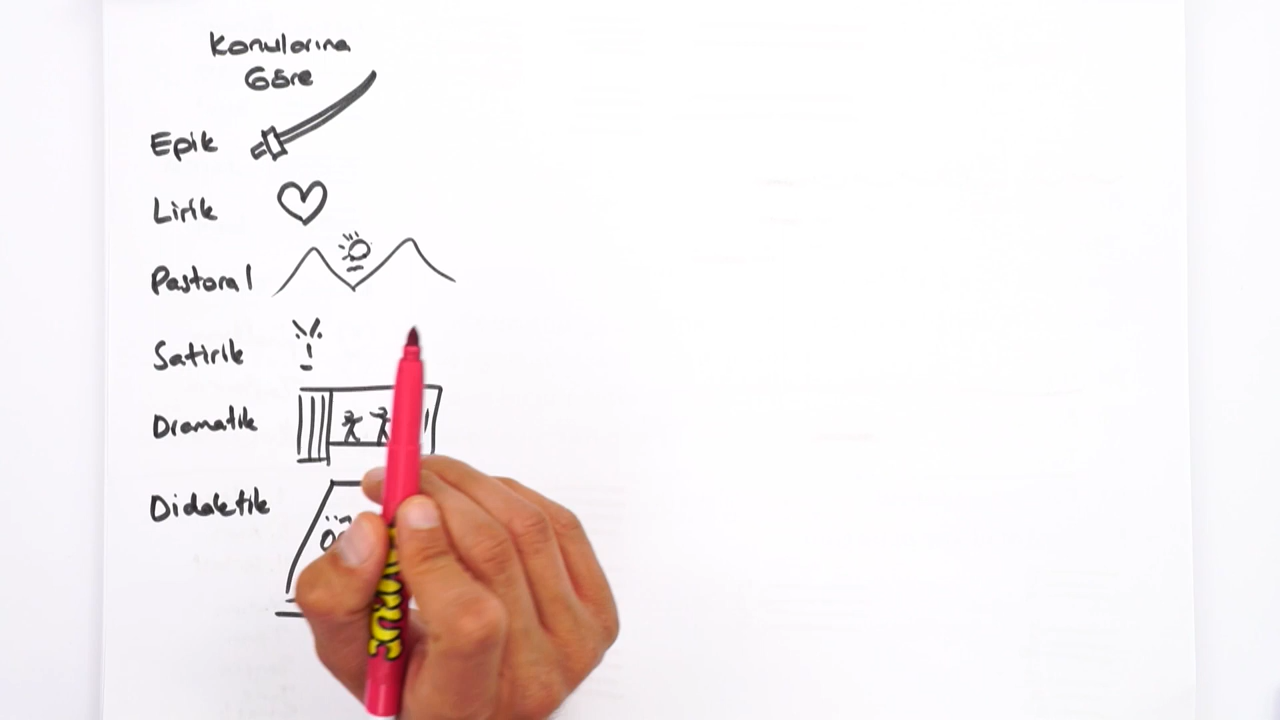 Konularına
Göre
Epik
Lirik
Pastoral
Satirik
Dramatik
Didaktik